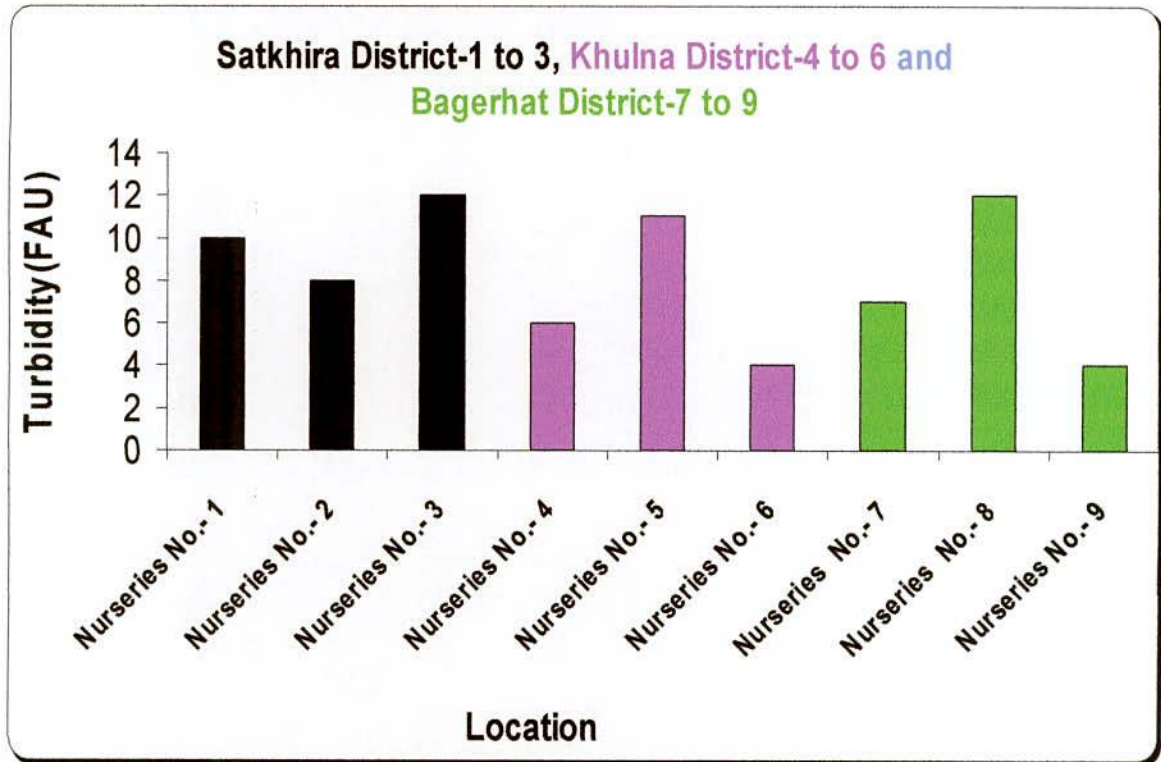 Satkhira District-1 to 3, Khulna District-4 to 6 and
Bagerhat District-7 to 9
Turbidity(FAU)
14
12
10
8
6
4
2
0
Nurseries No.- 1
Nurseries No.- 2
Nurseries No.- 3
Nurseries No.- 4
Nurseries No.- 5
Nurseries No.- 6
Nurseries No.- 7
Nurseries No.- 8
Nurseries No.- 9
Location